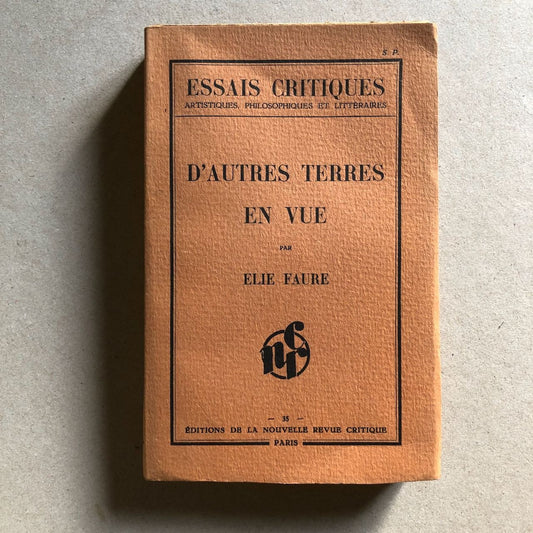 S. P.
ESSAIS CRITIQUES
ARTISTIQUES, PHILOSOPHIQUES ET LITTÉRAIRES
D'AUTRES TERRES
EN VUE
PAR
ELIE FAURE
nrc
— 35 —
ÉDITIONS DE LA NOUVELLE REVUE CRITIQUE
PARIS